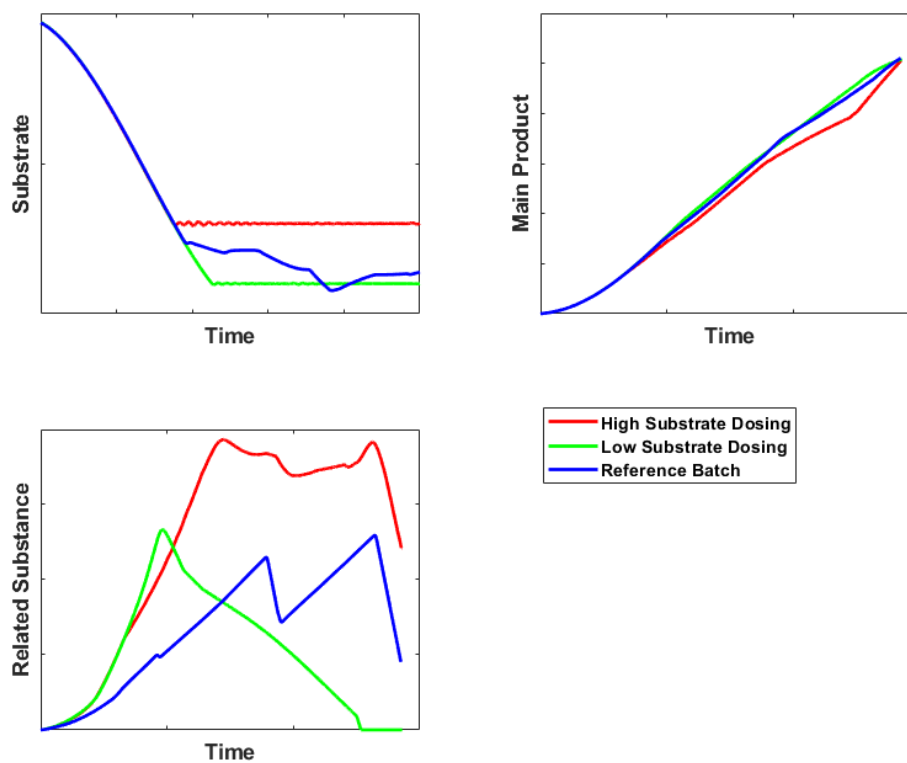 Substrate
Time
Main Product
Time
Related Substance
Time
High Substrate Dosing
Low Substrate Dosing
Reference Batch